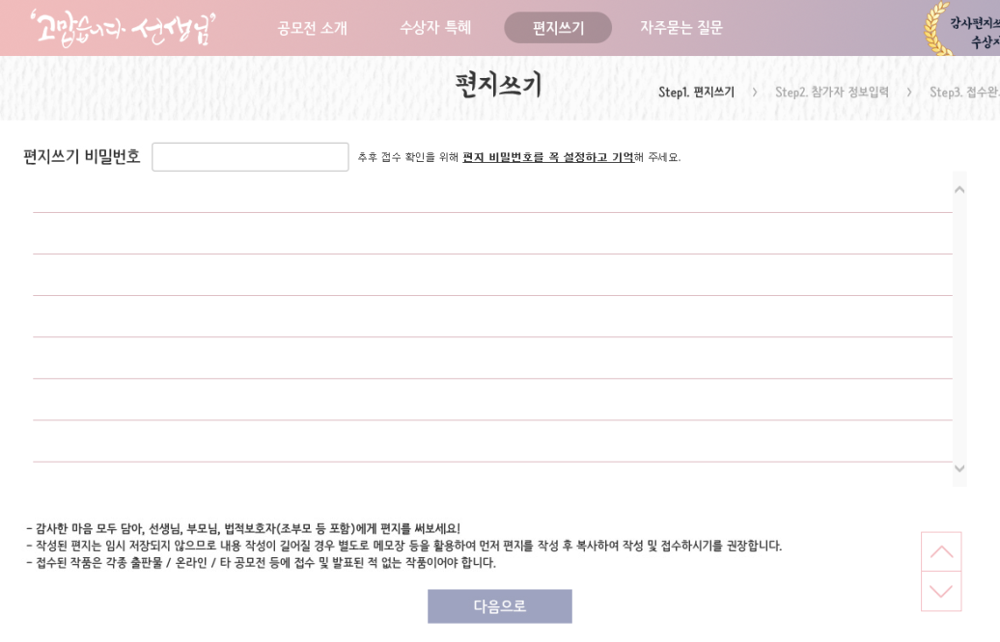 "고맙습니다 선생님"
공모전 소개
수상자 특혜
편지쓰기
자주묻는 질문
감사편지쓰
수상자
편지쓰기
Step1. 편지쓰기 > Step2. 참가자 정보입력 > Step3. 접수완
편지쓰기 비밀번호
추후 접수 확인을 위해 편지 비밀번호를 꼭 설정하고 기억해 주세요.
- 감사한 마음 모두 담아, 선생님, 부모님, 법적보호자(조부모 등 포함)에게 편지를 써보세요!
- 작성된 편지는 임시 저장되지 않으므로 내용 작성이 길어질 경우 별도로 메모장 등을 활용하여 먼저 편지를 작성 후 복사하여 작성 및 접수하시기를 권장합니다.
- 접수된 작품은 각종 출판물 / 온라인 / 타 공모전 등에 접수 및 발표된 적 없는 작품이어야 합니다.
다음으로